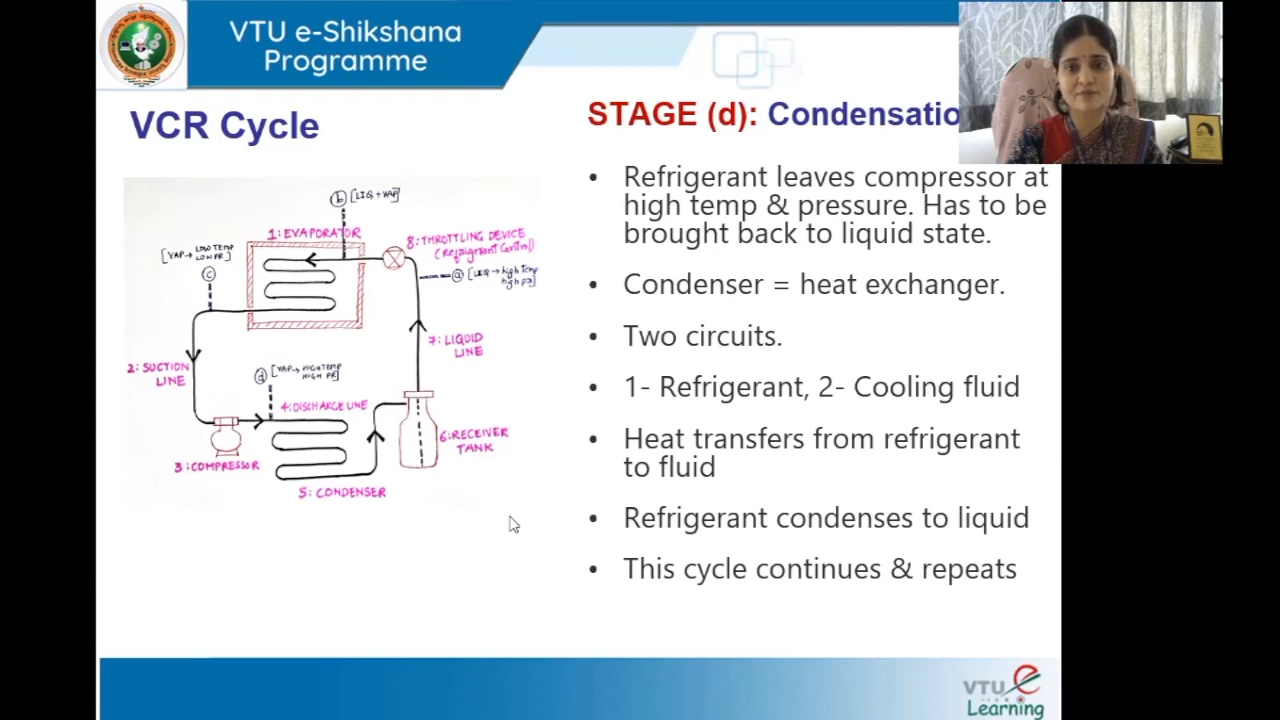 VTU e-Shikshana
Programme
VCR Cycle
STAGE (d): Condensatio
b [LIQ + VAP]
1: EVAPORATOR
8: THROTTLING DEVICE
(Refrigerant Control)
[VAP→ LOW TEMP
LOW PR]
c
a [LIQ → high temp
high pr]
7: LIQUID
LINE
2: SUCTION
LINE
d [VAP→ HIGH TEMP
HIGH PR]
4: DISCHARGE LINE
6: RECEIVER
TANK
3: COMPRESSOR
5: CONDENSER
• Refrigerant leaves compressor at
high temp & pressure. Has to be
brought back to liquid state.
• Condenser = heat exchanger.
• Two circuits.
• 1- Refrigerant, 2- Cooling fluid
• Heat transfers from refrigerant
to fluid
• Refrigerant condenses to liquid
• This cycle continues & repeats
VTU e
Learning